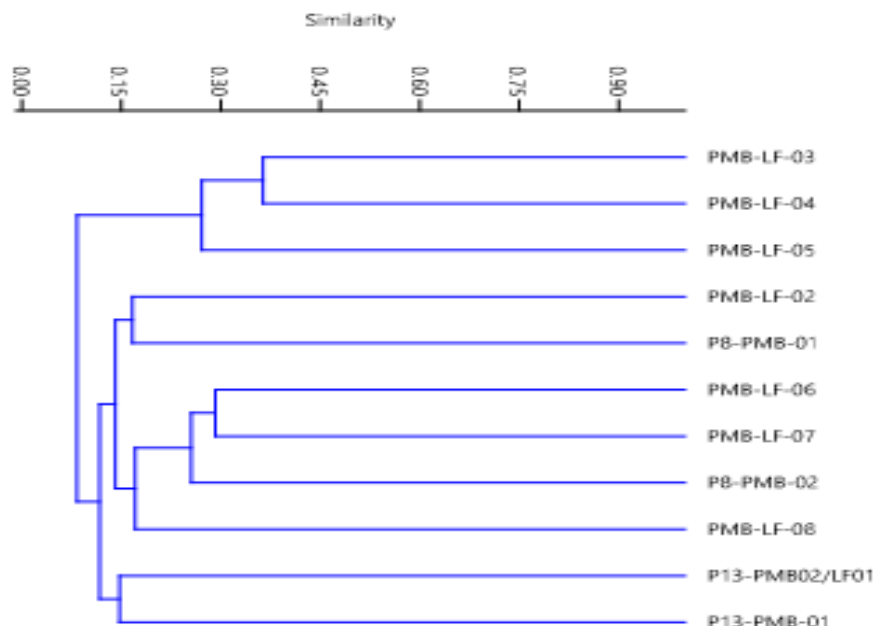 Similarity
0.00 0.15 0.30 0.45 0.60 0.75 0.90
PMB-LF-03
PMB-LF-04
PMB-LF-05
PMB-LF-02
P8-PMB-01
PMB-LF-06
PMB-LF-07
P8-PMB-02
PMB-LF-08
P13-PMB02/LF01
P13-PMB-01